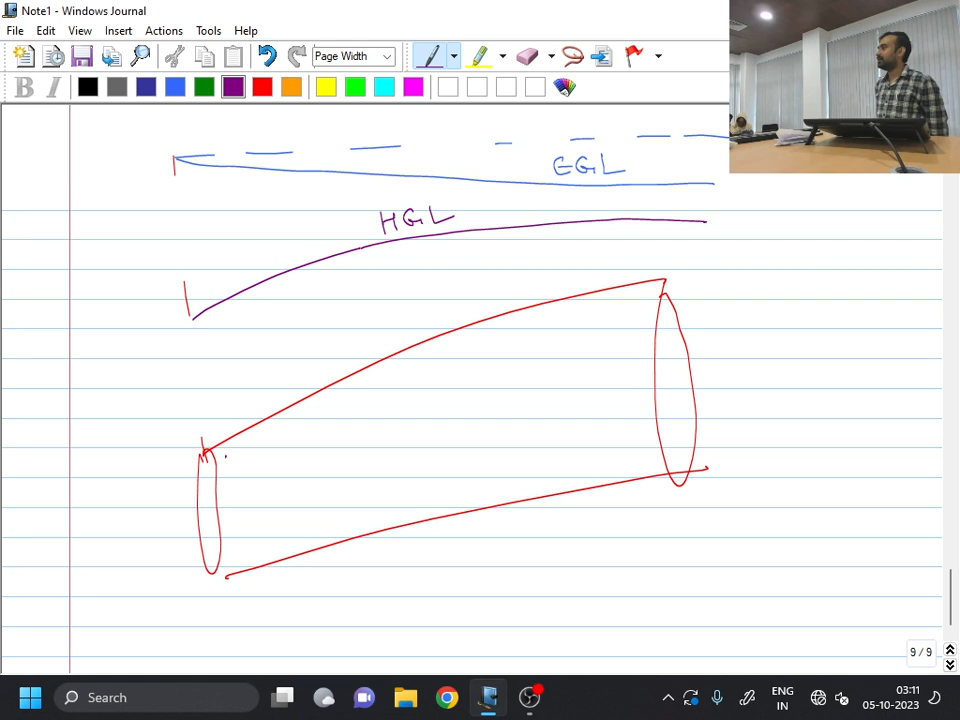 Note1 - Windows Journal
File Edit View Insert Actions Tools Help
Page Width
B I
EGL
HGL
9 / 9
Search
ENG
IN
03:11
05-10-2023